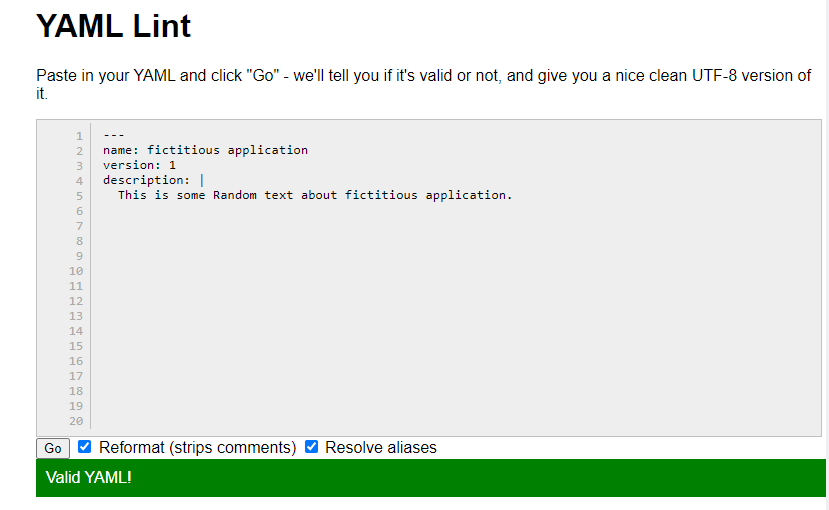 YAML Lint
Paste in your YAML and click "Go" - we'll tell you if it's valid or not, and give you a nice clean UTF-8 version of
it.
1 ---
2 name: fictitious application
3 version: 1
4 description: |
5   This is some Random text about fictitious application.
6
7
8
9
10
11
12
13
14
15
16
17
18
19
20
Go Reformat (strips comments) Resolve aliases
Valid YAML!